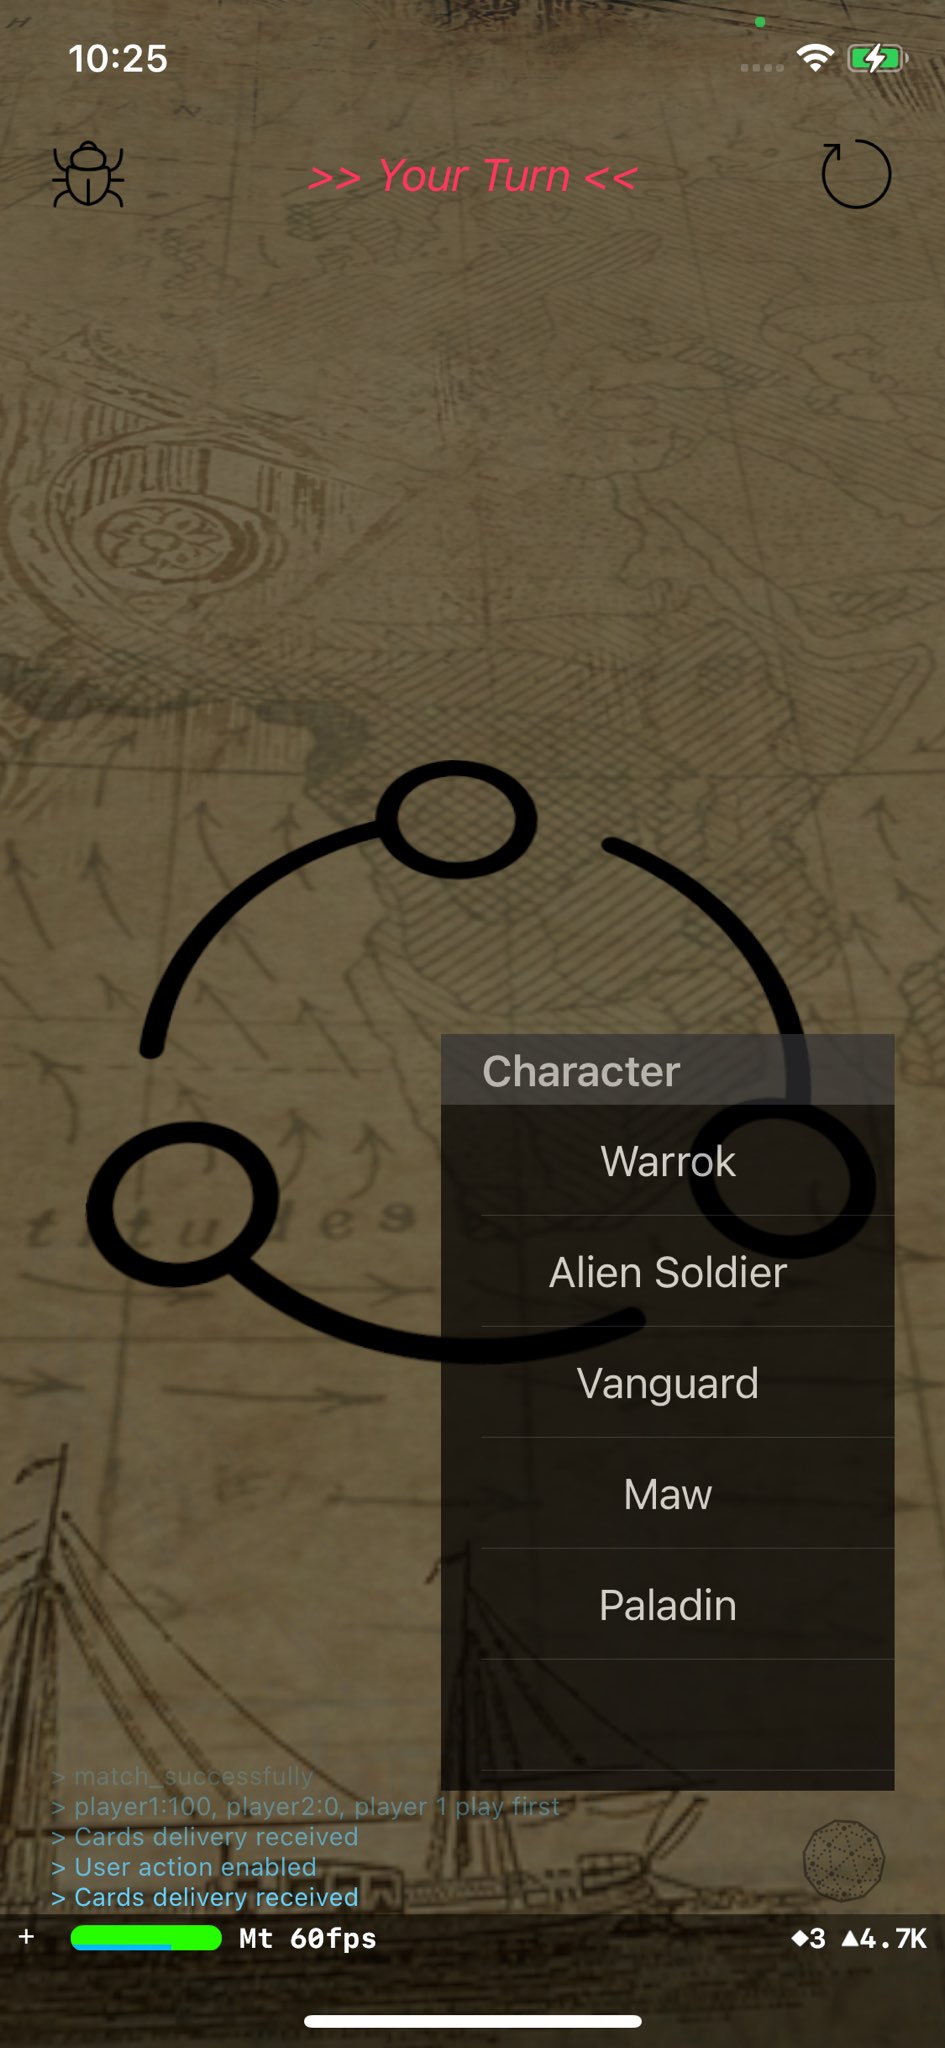 10:25
>> Your Turn <<
titudes
Character
Warrok
Alien Soldier
Vanguard
Maw
Paladin
> match_successfully
> player1:100, player2:0, player 1 play first
> Cards delivery received
> User action enabled
> Cards delivery received
+ Mt 60fps ◆3 ▲4.7K